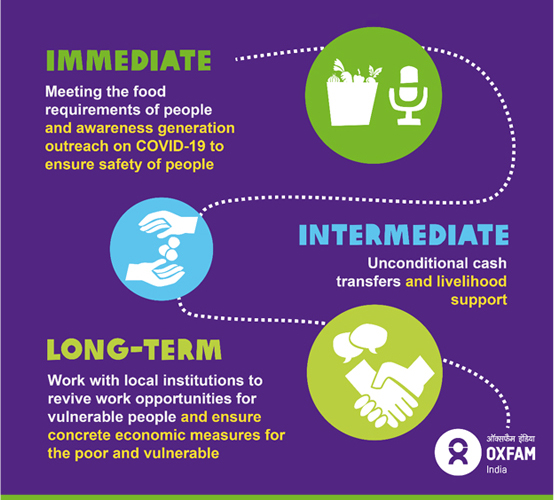 IMMEDIATE
Meeting the food
requirements of people
and awareness generation
outreach on COVID-19 to
ensure safety of people
INTERMEDIATE
Unconditional cash
transfers and livelihood
support
LONG-TERM
Work with local institutions to
revive work opportunities for
vulnerable people and ensure
concrete economic measures for
the poor and vulnerable
ऑक्सफैम इंडिया
OXFAM
India